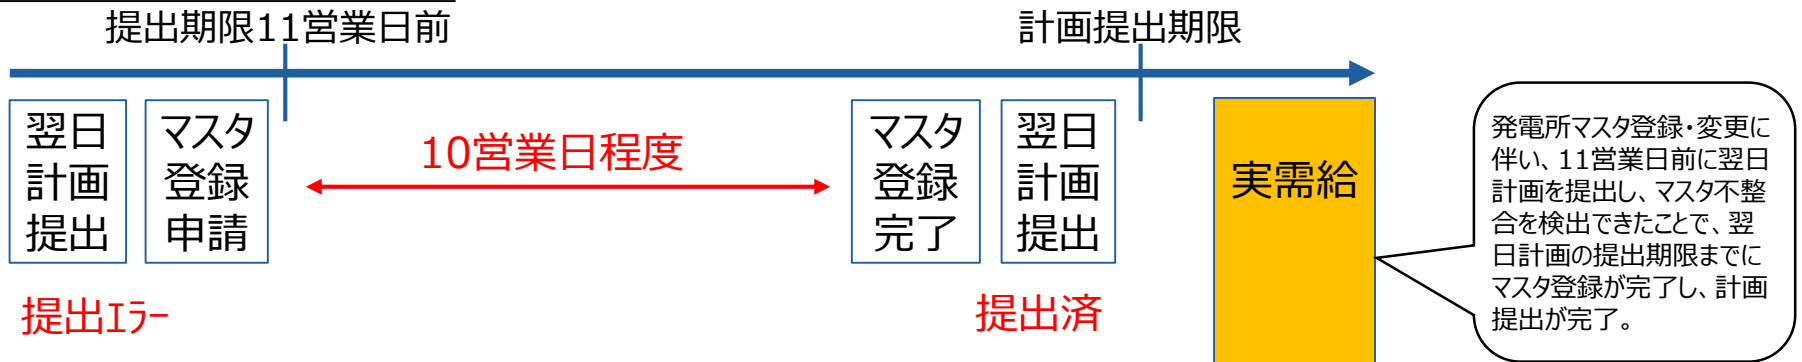 提出期限11営業日前
計画提出期限
翌日
計画
提出
マスタ
登録
申請
10営業日程度
マスタ
登録
完了
翌日
計画
提出
実需給
提出ｴﾗｰ
提出済
発電所マスタ登録・変更に
伴い、11営業日前に翌日
計画を提出し、マスタ不整
合を検出できたことで、翌
日計画の提出期限までに
マスタ登録が完了し、計画
提出が完了。